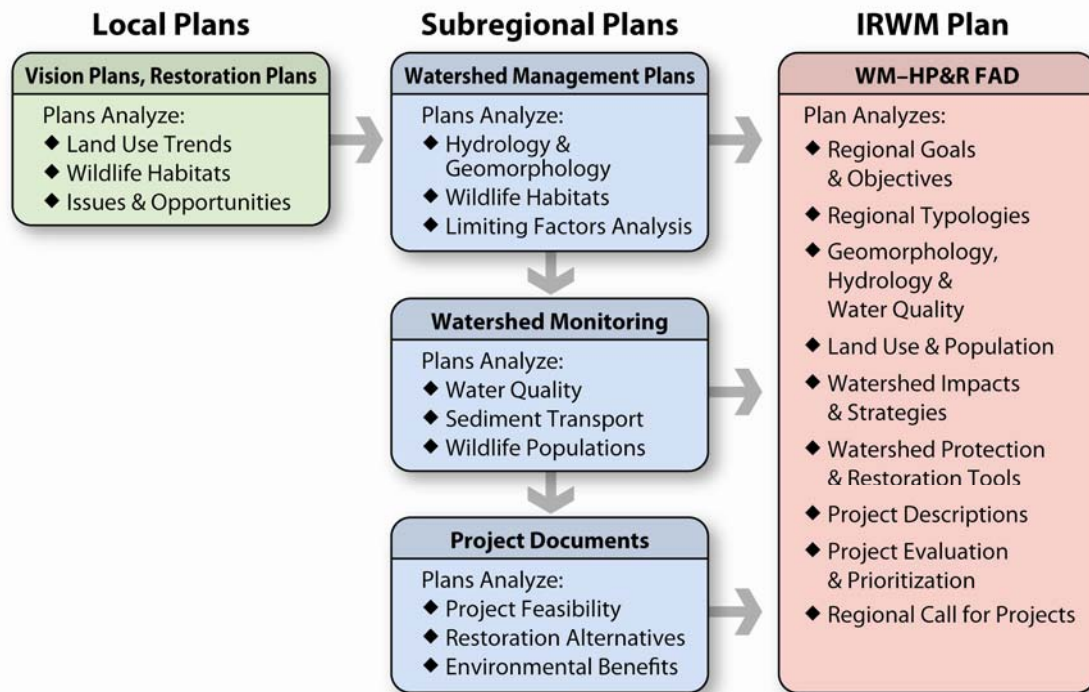 Local Plans
Vision Plans, Restoration Plans
Plans Analyze:
◆ Land Use Trends
◆ Wildlife Habitats
◆ Issues & Opportunities
Subregional Plans
Watershed Management Plans
Plans Analyze:
◆ Hydrology &
Geomorphology
◆ Wildlife Habitats
◆ Limiting Factors Analysis
Watershed Monitoring
Plans Analyze:
◆ Water Quality
◆ Sediment Transport
◆ Wildlife Populations
Project Documents
Plans Analyze:
◆ Project Feasibility
◆ Restoration Alternatives
◆ Environmental Benefits
IRWM Plan
WM–HP&R FAD
Plan Analyzes:
◆ Regional Goals
& Objectives
◆ Regional Typologies
◆ Geomorphology,
Hydrology &
Water Quality
◆ Land Use & Population
◆ Watershed Impacts
& Strategies
◆ Watershed Protection
& Restoration Tools
◆ Project Descriptions
◆ Project Evaluation
& Prioritization
◆ Regional Call for Projects